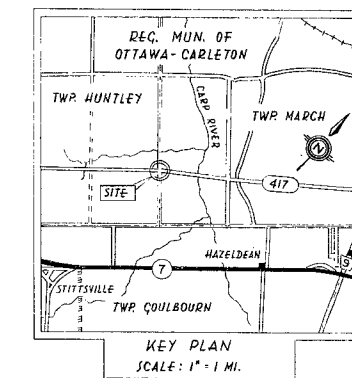 REG. MUN. OF
OTTAWA-CARLETON
TWP. HUNTLEY
CARP RIVER
TWP. MARCH
N
417
SITE
HAZELDEAN
7
9
STITTSVILLE
TWP. GOULBOURN
KEY PLAN
SCALE: 1" = 1 MI.